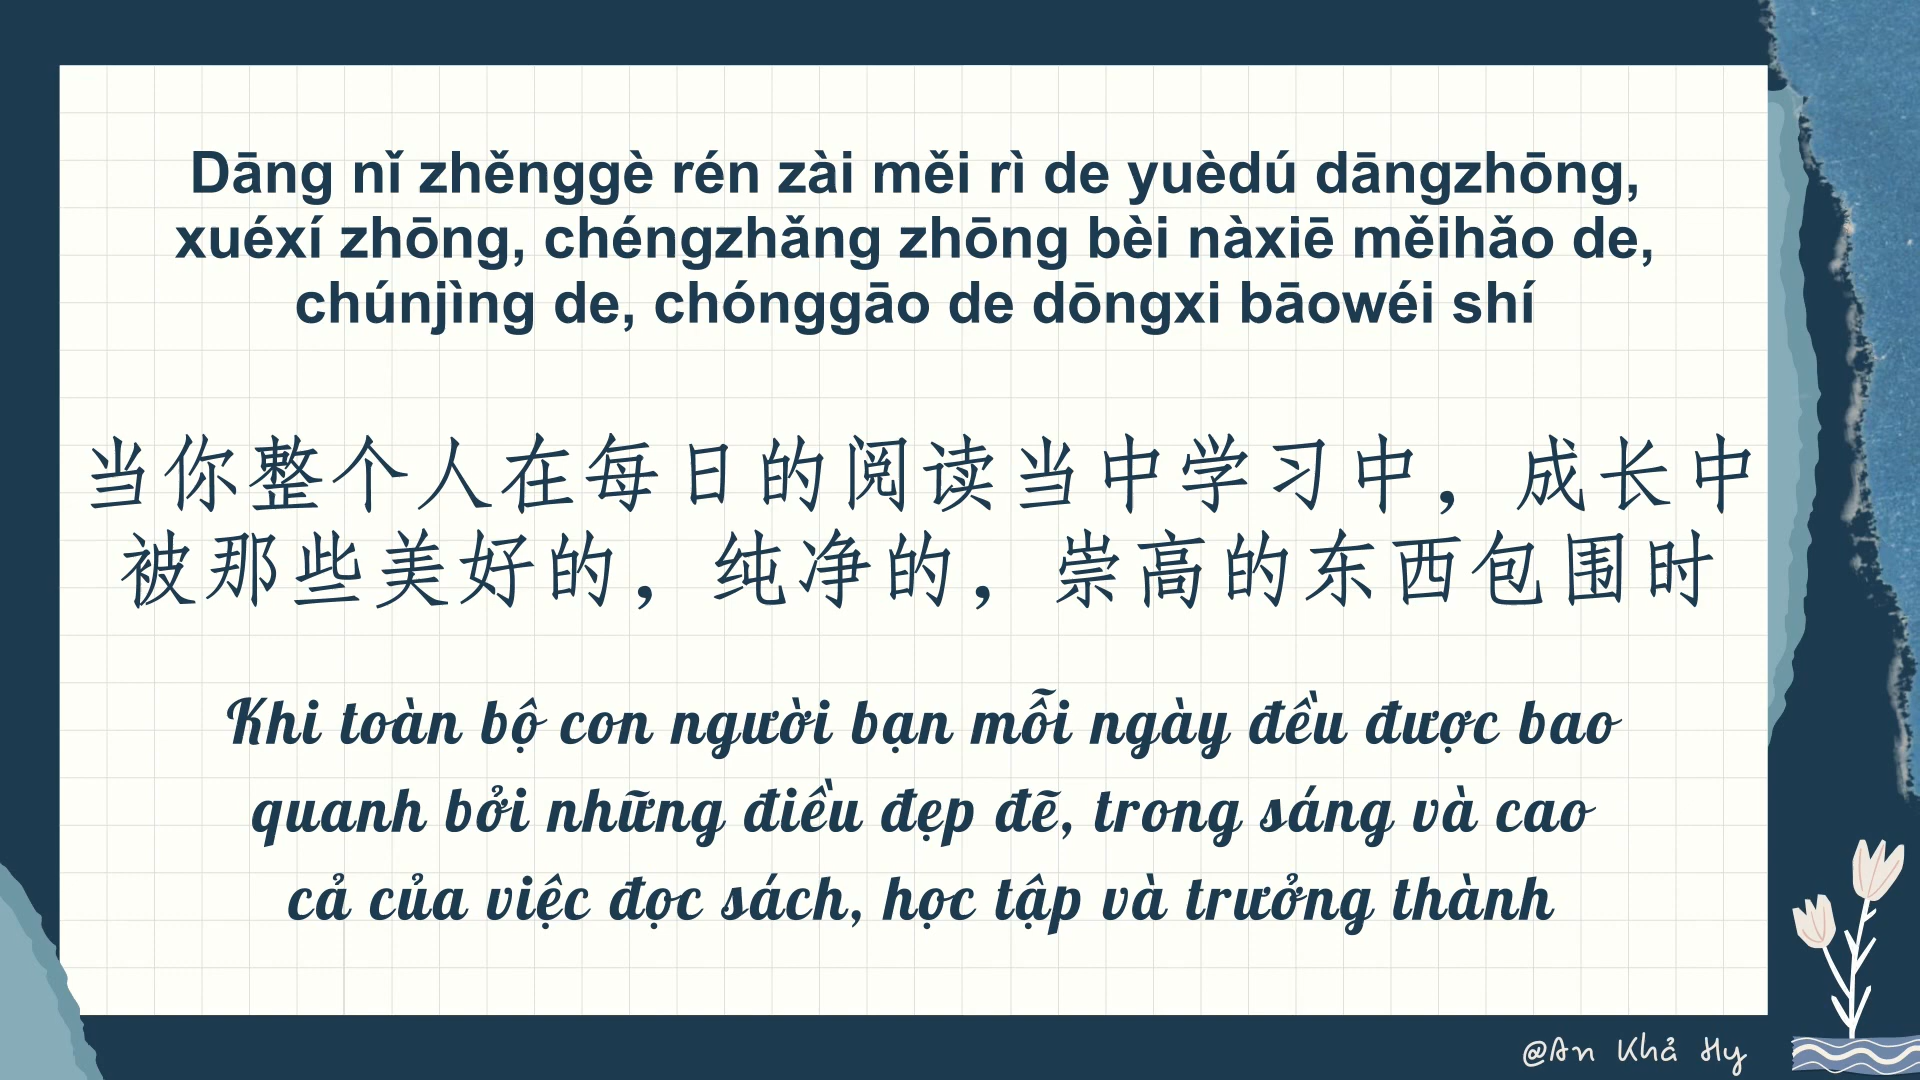 Dāng nǐ zhěnggè rén zài měi rì de yuèdú dāngzhōng,
xuéxí zhōng, chéngzhǎng zhōng bèi nàxiē měihǎo de,
chúnjìng de, chónggāo de dōngxi bāowéi shí
当你整个人在每日的阅读当中学习中，成长中
被那些美好的，纯净的，崇高的东西包围时
Khi toàn bộ con người bạn mỗi ngày đều được bao
quanh bởi những điều đẹp đẽ, trong sáng và cao
cả của việc đọc sách, học tập và trưởng thành
@An Khả Hy